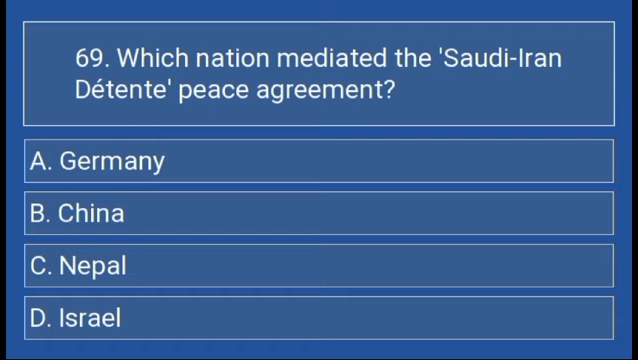 69. Which nation mediated the 'Saudi-Iran
Détente' peace agreement?
A. Germany
B. China
C. Nepal
D. Israel